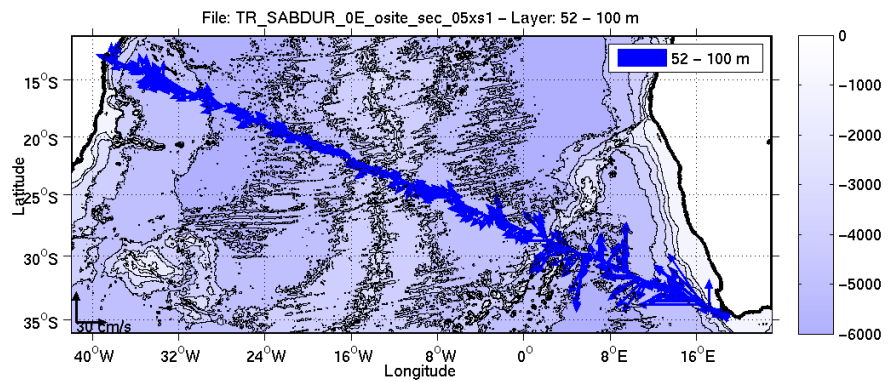 File: TR_SABDUR_0E_osite_sec_05xs1 – Layer: 52 – 100 m
52 – 100 m
15°S
20°S
25°S
30°S
35°S
Latitude
30 cm/s
40°W 32°W 24°W 16°W 8°W 0° 8°E 16°E
Longitude
0
−1000
−2000
−3000
−4000
−5000
−6000